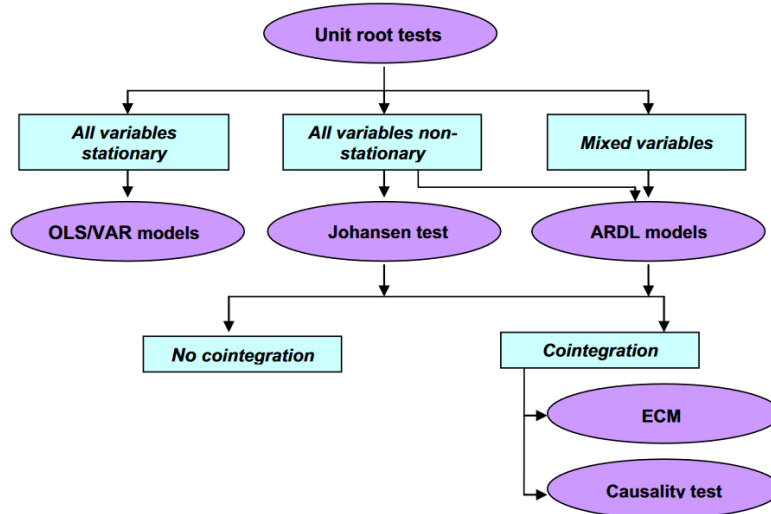 Unit root tests
All variables
stationary
All variables non-
stationary
Mixed variables
OLS/VAR models
Johansen test
ARDL models
No cointegration
Cointegration
ECM
Causality test